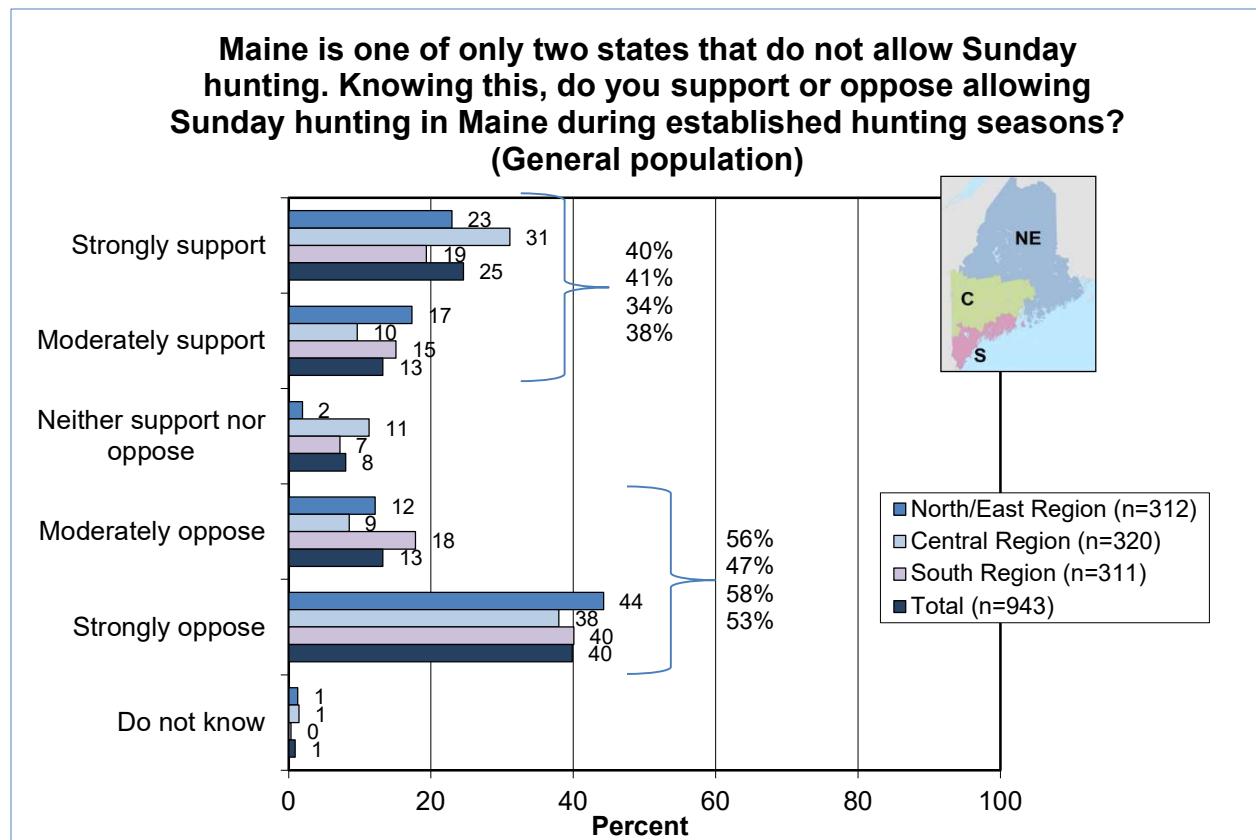 Maine is one of only two states that do not allow Sunday
hunting. Knowing this, do you support or oppose allowing
Sunday hunting in Maine during established hunting seasons?
(General population)
Strongly support
23
31
19
25
Moderately support
17
10
15
13
40%
41%
34%
38%
Neither support nor
oppose
2
11
7
8
Moderately oppose
12
9
18
13
Strongly oppose
44
38
40
40
56%
47%
58%
53%
Do not know
1
1
0
1
0 20 40 60 80 100
Percent
NE
C
S
North/East Region (n=312)
Central Region (n=320)
South Region (n=311)
Total (n=943)